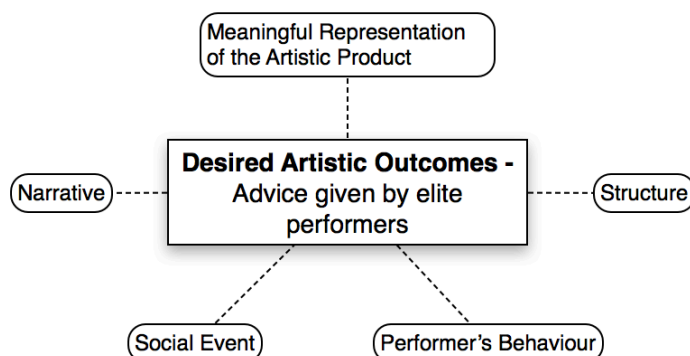 Meaningful Representation
of the Artistic Product
Desired Artistic Outcomes -
Advice given by elite
performers
Narrative
Structure
Social Event
Performer's Behaviour